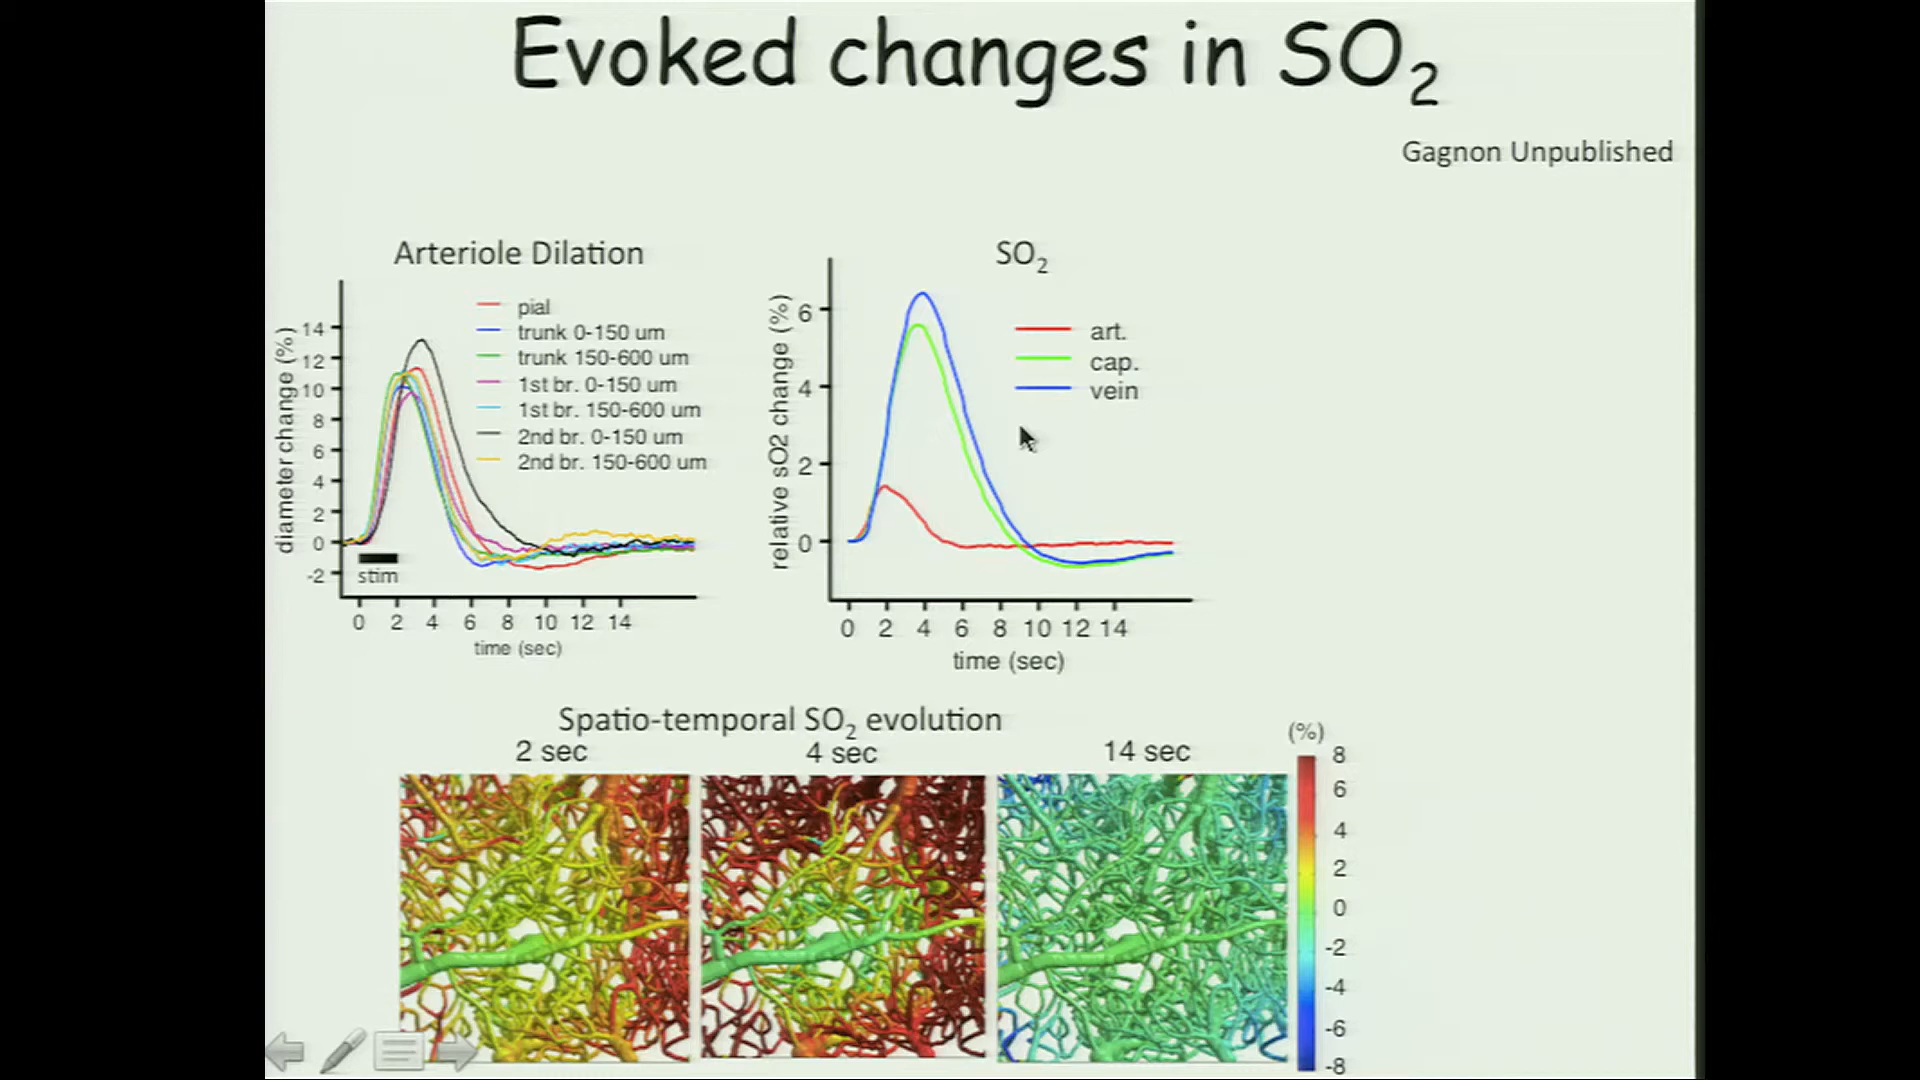 Evoked changes in SO2
Gagnon Unpublished
Arteriole Dilation
diameter change (%)
14
12
10
8
6
4
2
0
-2
pial
trunk 0-150 um
trunk 150-600 um
1st br. 0-150 um
1st br. 150-600 um
2nd br. 0-150 um
2nd br. 150-600 um
stim
0 2 4 6 8 10 12 14
time (sec)
SO2
relative sO2 change (%)
6
4
2
0
art.
cap.
vein
0 2 4 6 8 10 12 14
time (sec)
Spatio-temporal SO2 evolution
2 sec 4 sec 14 sec
(%)
8
6
4
2
0
-2
-4
-6
-8